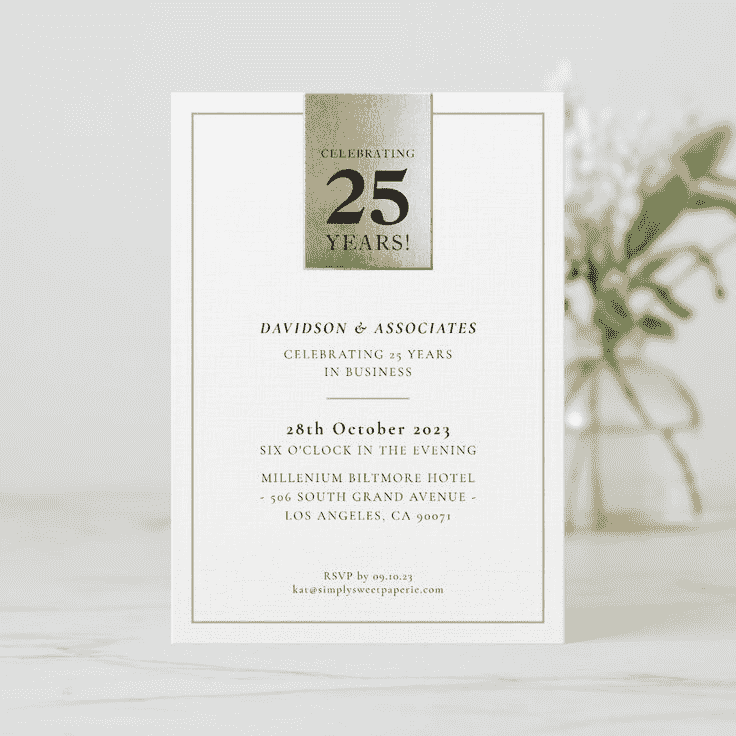 CELEBRATING
25
YEARS!
DAVIDSON & ASSOCIATES
CELEBRATING 25 YEARS
IN BUSINESS
28th October 2023
SIX O'CLOCK IN THE EVENING
MILLENIUM BILTMORE HOTEL
- 506 SOUTH GRAND AVENUE -
LOS ANGELES, CA 90071
RSVP by 09.10.23
kat@simplysweetpaperie.com